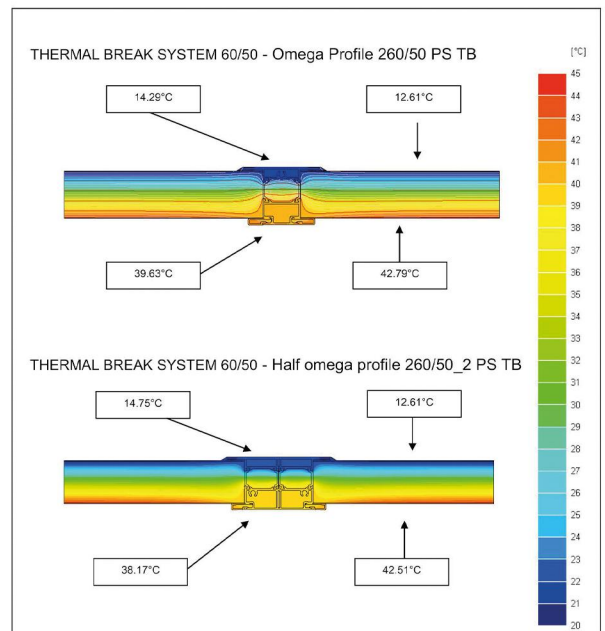 THERMAL BREAK SYSTEM 60/50 - Omega Profile 260/50 PS TB
14.29°C
12.61°C
39.63°C
42.79°C
THERMAL BREAK SYSTEM 60/50 - Half omega profile 260/50_2 PS TB
14.75°C
12.61°C
38.17°C
42.51°C
[°C]
45
44
43
42
41
40
39
38
37
36
35
34
33
32
31
30
29
28
27
26
25
24
23
22
21
20